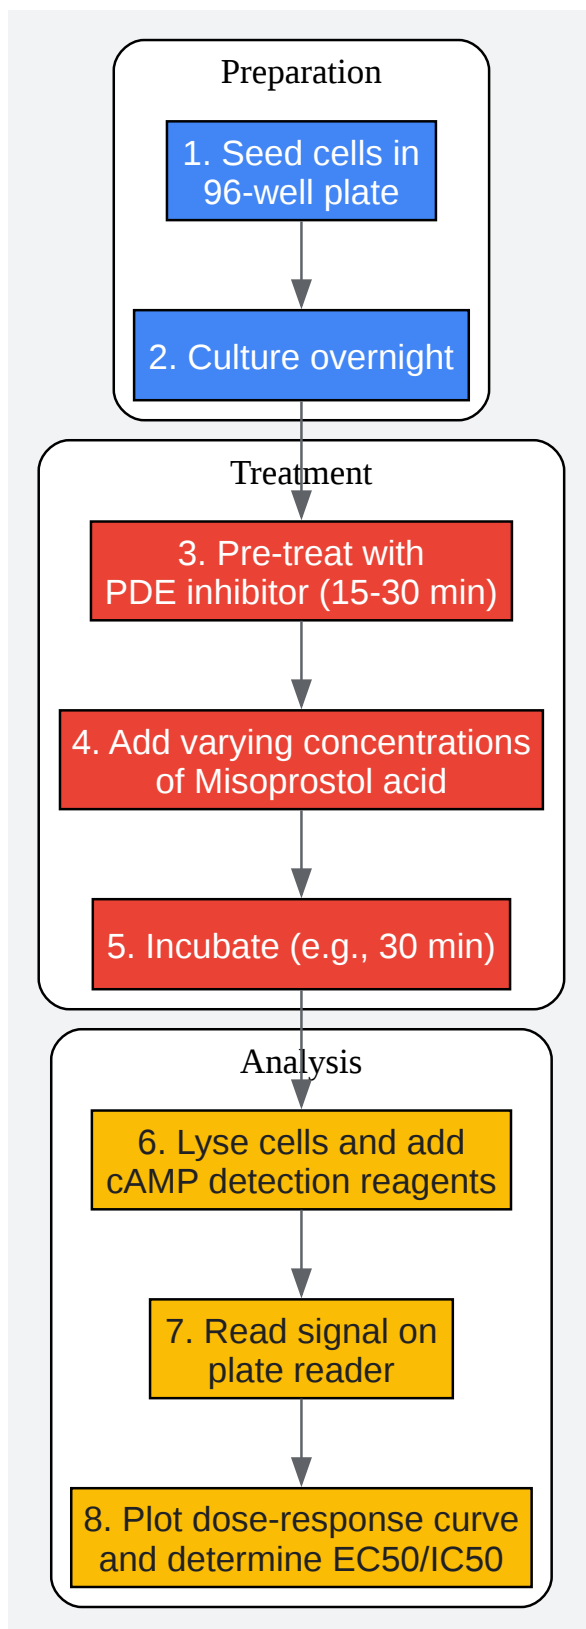 Preparation
1. Seed cells in
96-well plate
2. Culture overnight
Treatment
3. Pre-treat with
PDE inhibitor (15-30 min)
4. Add varying concentrations
of Misoprostol acid
5. Incubate (e.g., 30 min)
Analysis
6. Lyse cells and add
cAMP detection reagents
7. Read signal on
plate reader
8. Plot dose-response curve
and determine EC50/IC50